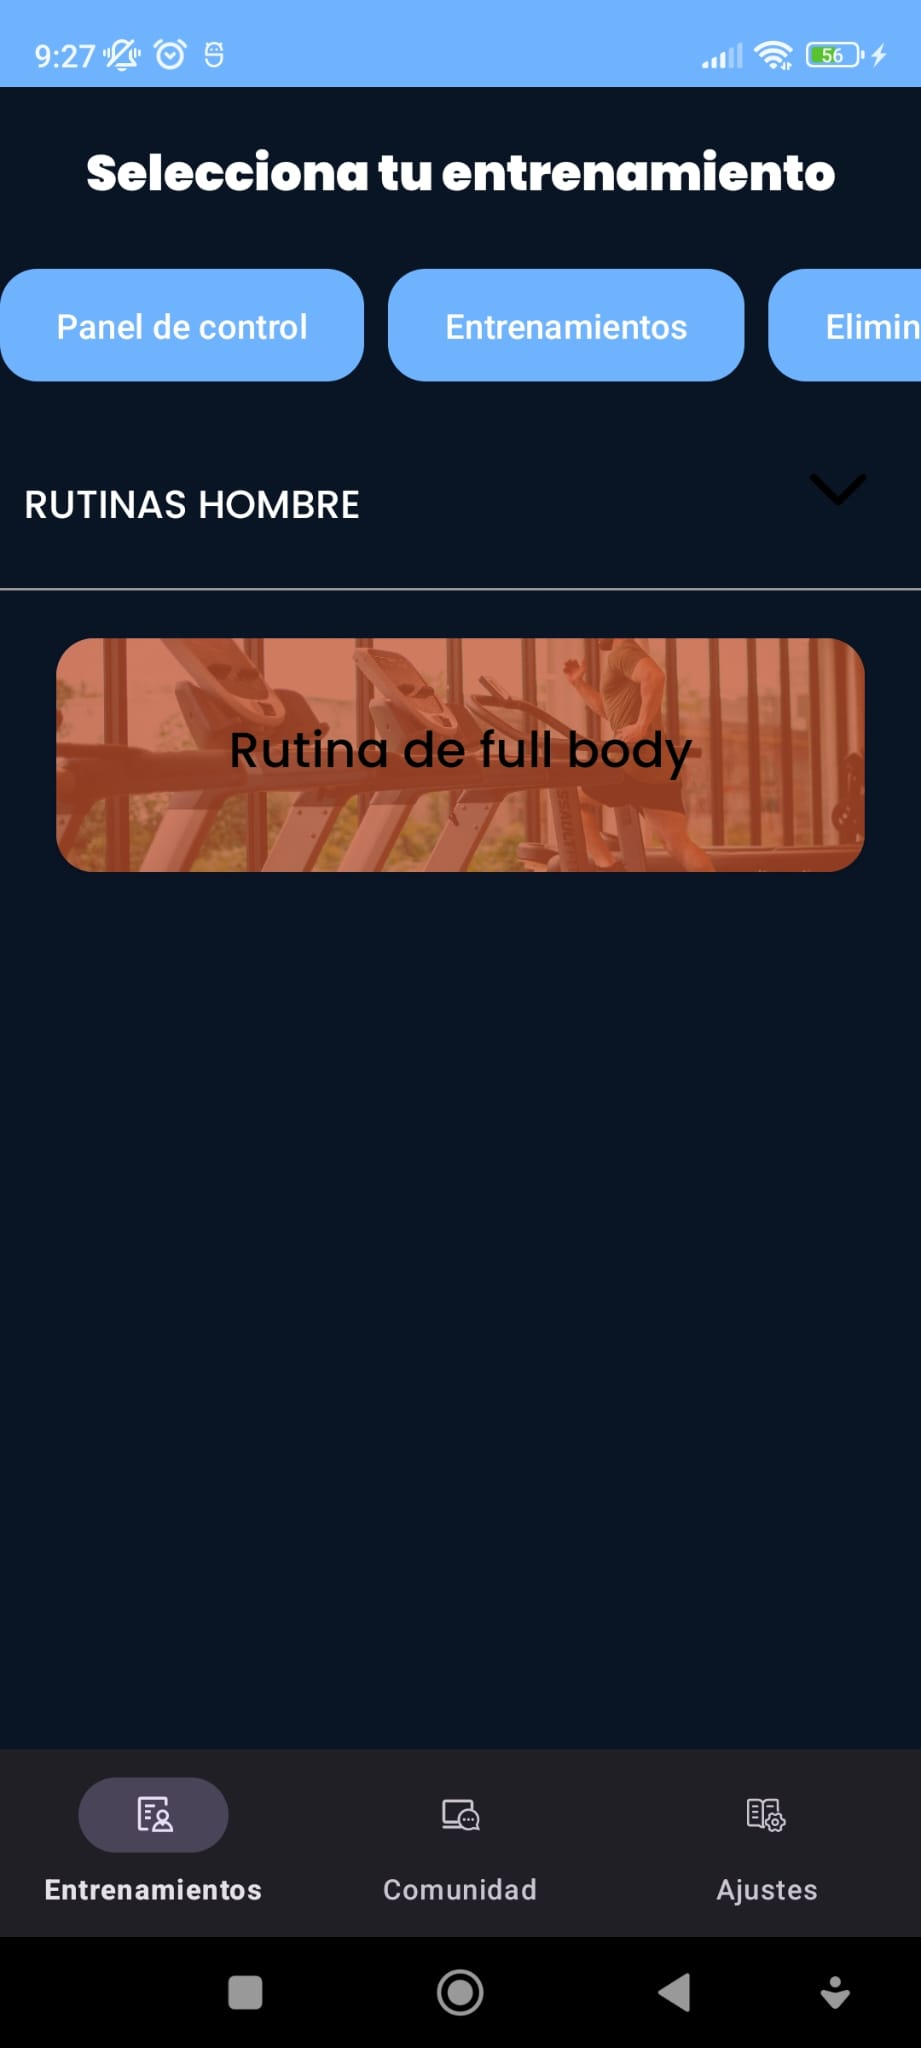 9:27
56
Selecciona tu entrenamiento
Panel de control
Entrenamientos
Elimin
RUTINAS HOMBRE
Rutina de full body
Entrenamientos
Comunidad
Ajustes